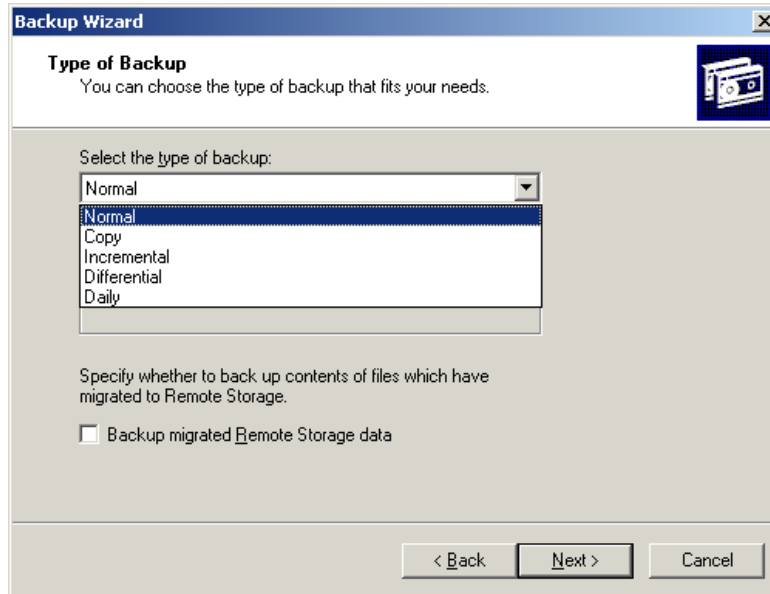 Backup Wizard
Type of Backup
You can choose the type of backup that fits your needs.
Select the type of backup:
Normal
Normal
Copy
Incremental
Differential
Daily
Specify whether to back up contents of files which have
migrated to Remote Storage.
Backup migrated Remote Storage data
< Back Next > Cancel